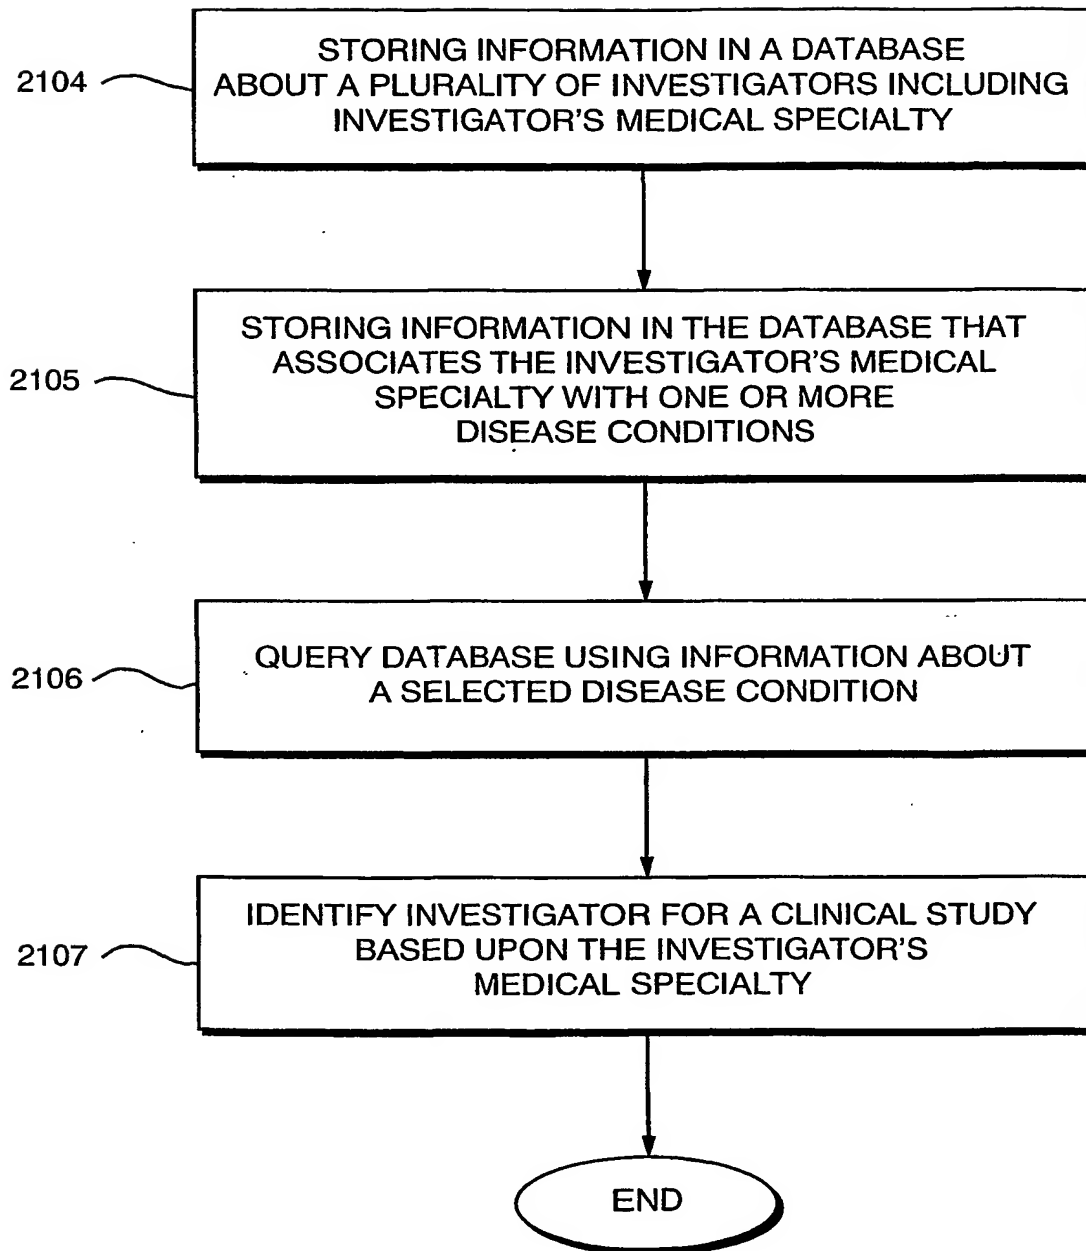 2104
STORING INFORMATION IN A DATABASE
ABOUT A PLURALITY OF INVESTIGATORS INCLUDING
INVESTIGATOR'S MEDICAL SPECIALTY
2105
STORING INFORMATION IN THE DATABASE THAT
ASSOCIATES THE INVESTIGATOR'S MEDICAL
SPECIALTY WITH ONE OR MORE
DISEASE CONDITIONS
2106
QUERY DATABASE USING INFORMATION ABOUT
A SELECTED DISEASE CONDITION
2107
IDENTIFY INVESTIGATOR FOR A CLINICAL STUDY
BASED UPON THE INVESTIGATOR'S
MEDICAL SPECIALTY
END